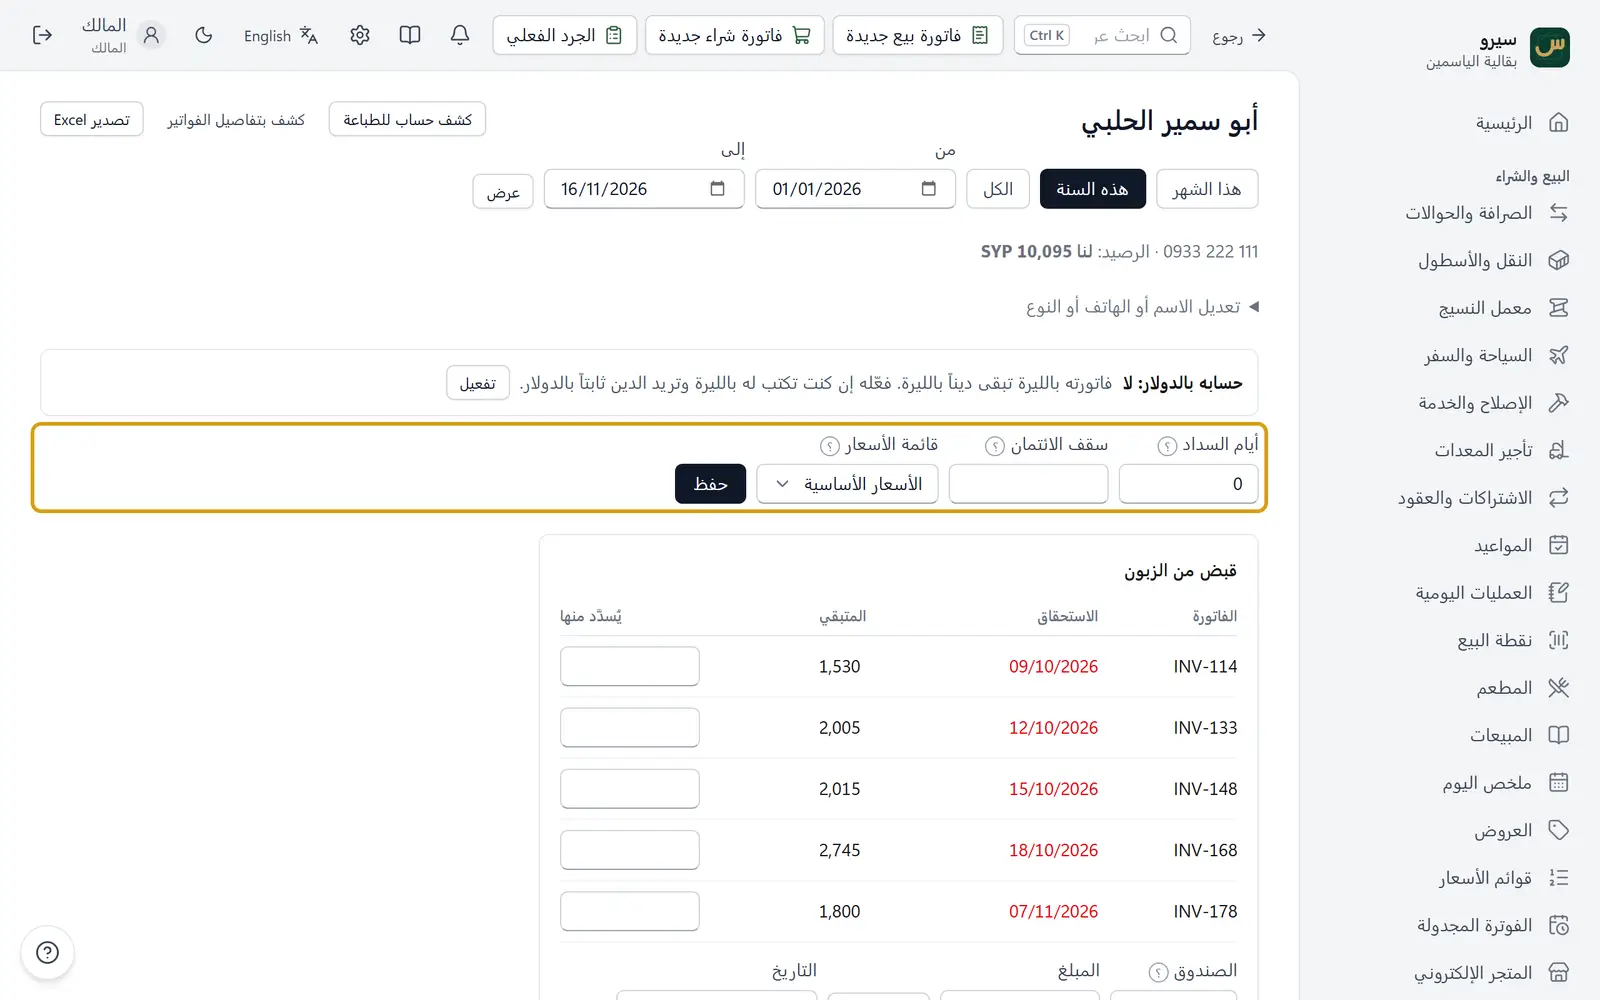 سيرو
بقالية الياسمين
رجوع
ابحث عر
Ctrl K
فاتورة بيع جديدة
فاتورة شراء جديدة
الجرد الفعلي
English
المالك
المالك
الرئيسية
البيع والشراء
الصرافة والحوالات
النقل والأسطول
معمل النسيج
السياحة والسفر
الإصلاح والخدمة
تأجير المعدات
الاشتراكات والعقود
المواعيد
العمليات اليومية
نقطة البيع
المطعم
المبيعات
ملخص اليوم
العروض
قوائم الأسعار
الفوترة المجدولة
المتجر الإلكتروني
أبو سمير الحلبي
كشف حساب للطباعة
كشف بتفاصيل الفواتير
تصدير Excel
من
إلى
هذا الشهر
هذه السنة
الكل
01/01/2026
16/11/2026
عرض
0933 222 111 · الرصيد: لنا 10,095 SYP
تعديل الاسم أو الهاتف أو النوع
حسابه بالدولار: لا فاتورته بالليرة تبقى ديناً بالليرة. فعّله إن كنت تكتب له بالليرة وتريد الدين ثابتاً بالدولار.
تفعيل
أيام السداد ؟
سقف الائتمان ؟
قائمة الأسعار ؟
0
الأسعار الأساسية
حفظ
قبض من الزبون
الفاتورة الاستحقاق المتبقي يُسدَّد منها
INV-114 09/10/2026 1,530
INV-133 12/10/2026 2,005
INV-148 15/10/2026 2,015
INV-168 18/10/2026 2,745
INV-178 07/11/2026 1,800
الصندوق ؟
المبلغ
التاريخ